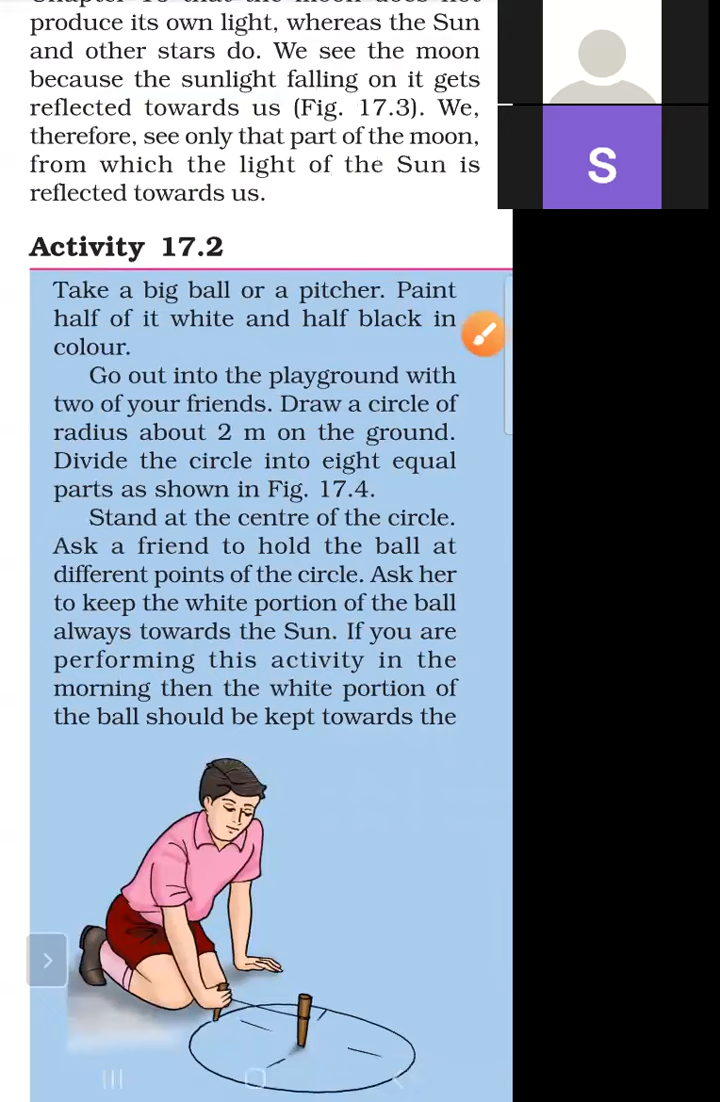 produce its own light, whereas the Sun
and other stars do. We see the moon
because the sunlight falling on it gets
reflected towards us (Fig. 17.3). We,
therefore, see only that part of the moon,
from which the light of the Sun is
reflected towards us.
S
Activity 17.2
Take a big ball or a pitcher. Paint
half of it white and half black in
colour.
Go out into the playground with
two of your friends. Draw a circle of
radius about 2 m on the ground.
Divide the circle into eight equal
parts as shown in Fig. 17.4.
Stand at the centre of the circle.
Ask a friend to hold the ball at
different points of the circle. Ask her
to keep the white portion of the ball
always towards the Sun. If you are
performing this activity in the
morning then the white portion of
the ball should be kept towards the